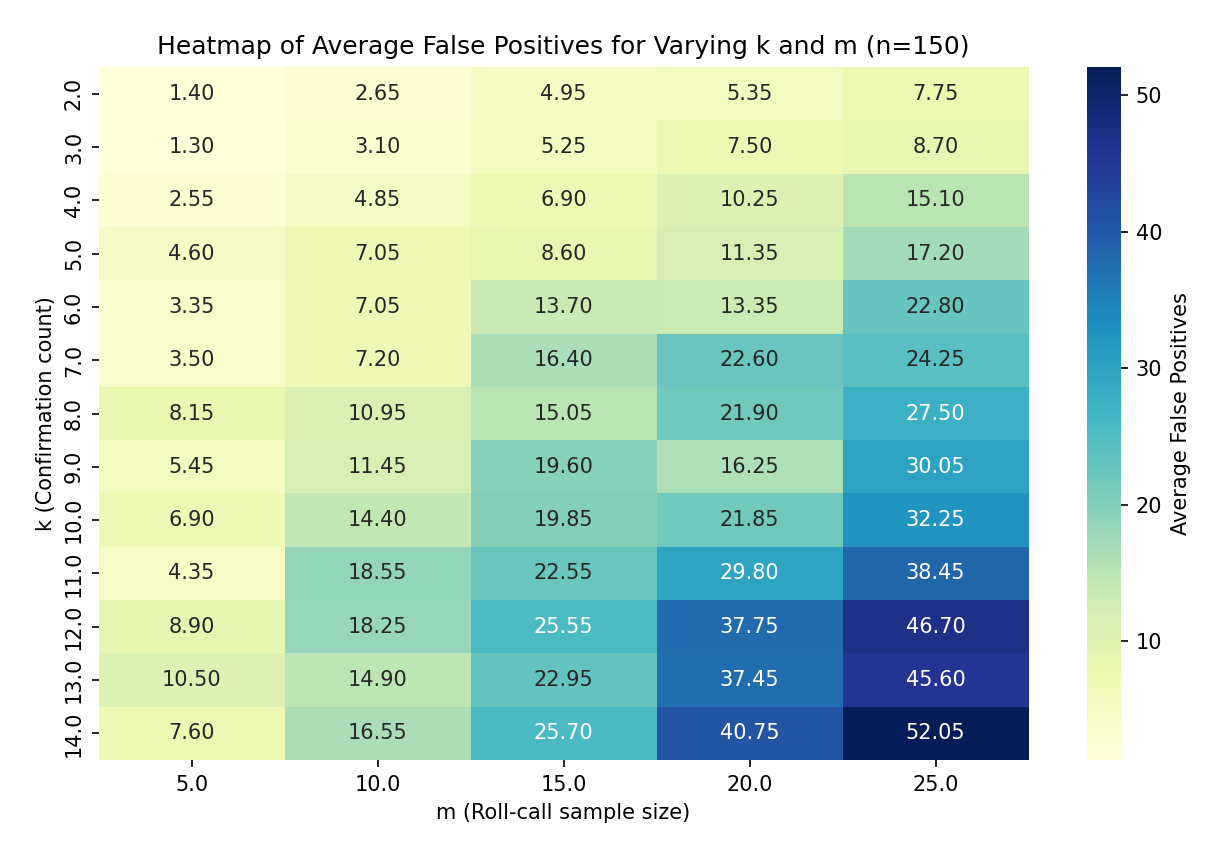 Heatmap of Average False Positives for Varying k and m (n=150)
2.0 1.40 2.65 4.95 5.35 7.75
3.0 1.30 3.10 5.25 7.50 8.70
4.0 2.55 4.85 6.90 10.25 15.10
5.0 4.60 7.05 8.60 11.35 17.20
6.0 3.35 7.05 13.70 13.35 22.80
7.0 3.50 7.20 16.40 22.60 24.25
8.0 8.15 10.95 15.05 21.90 27.50
9.0 5.45 11.45 19.60 16.25 30.05
10.0 6.90 14.40 19.85 21.85 32.25
11.0 4.35 18.55 22.55 29.80 38.45
12.0 8.90 18.25 25.55 37.75 46.70
13.0 10.50 14.90 22.95 37.45 45.60
14.0 7.60 16.55 25.70 40.75 52.05
5.0 10.0 15.0 20.0 25.0
m (Roll-call sample size)
k (Confirmation count)
50
40
30
20
10
Average False Positives